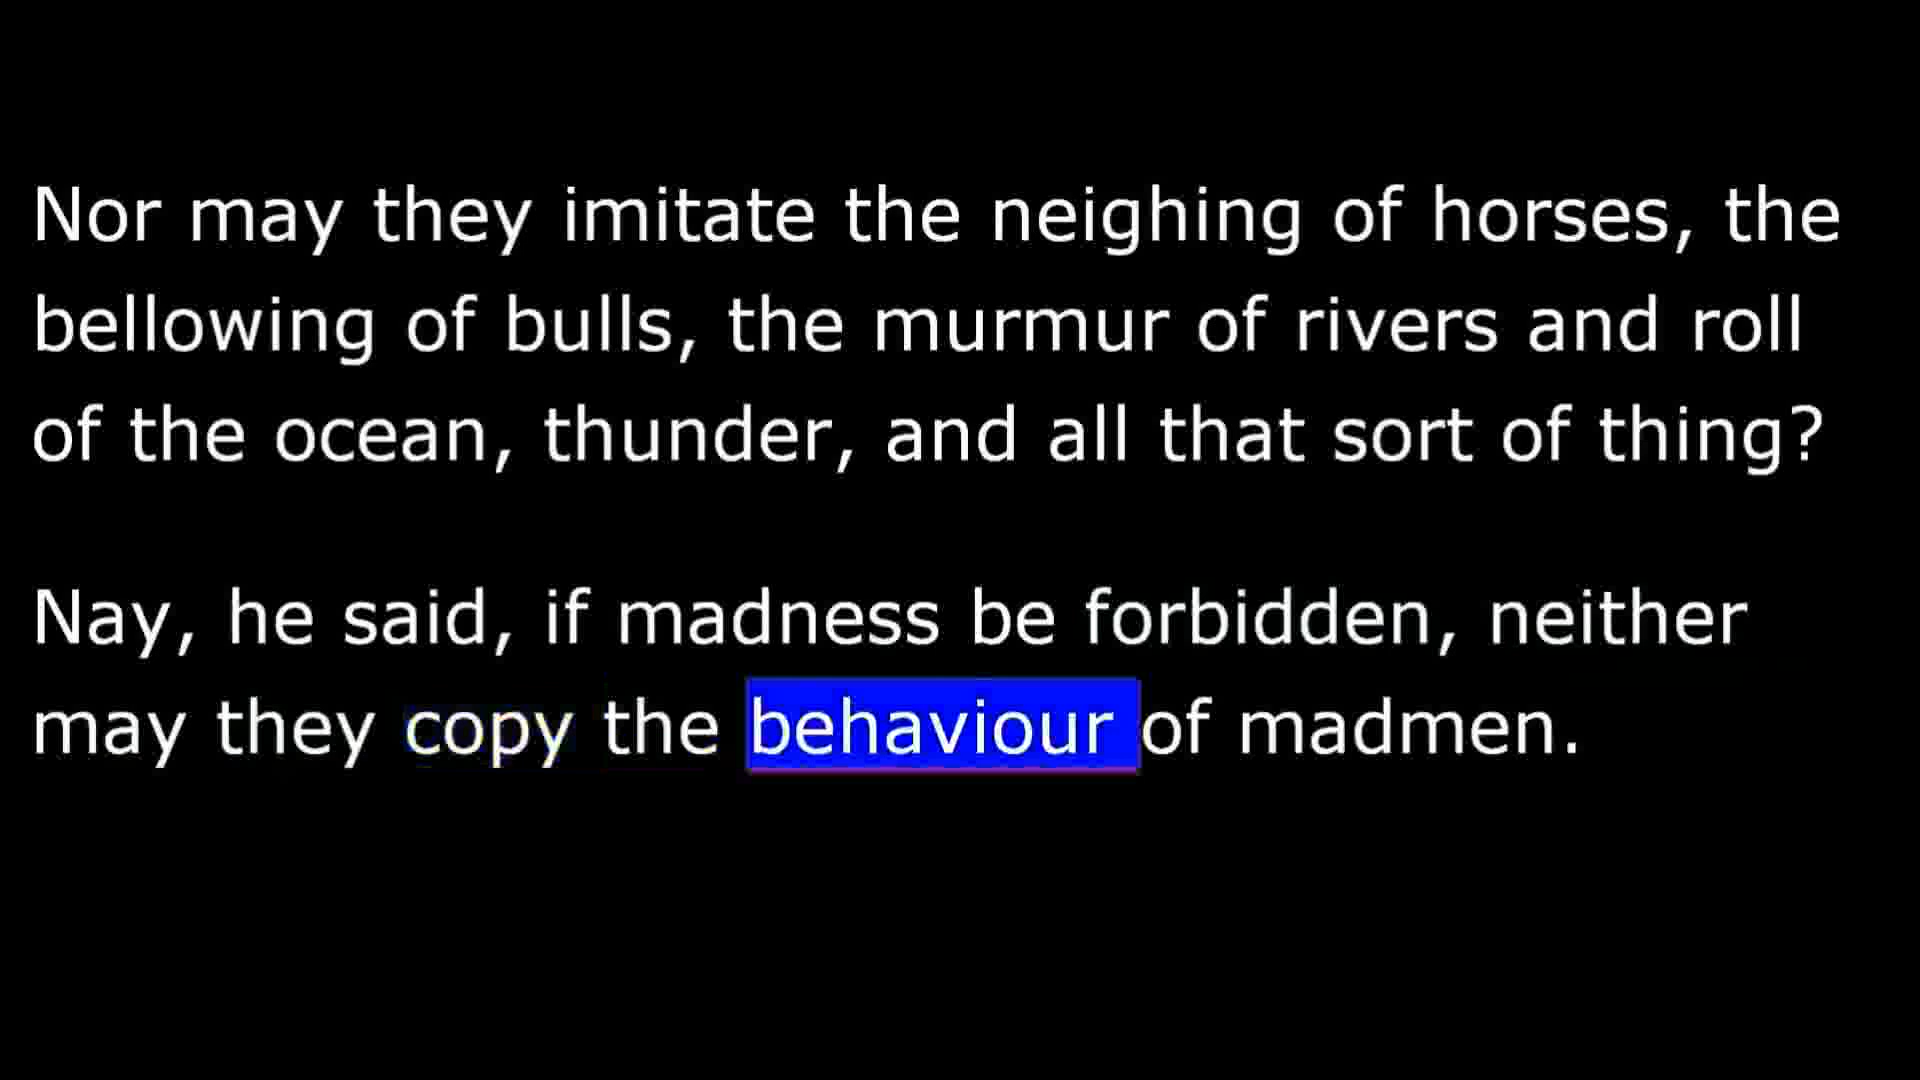 Nor may they imitate the neighing of horses, the
bellowing of bulls, the murmur of rivers and roll
of the ocean, thunder, and all that sort of thing?
Nay, he said, if madness be forbidden, neither
may they copy the behaviour of madmen.